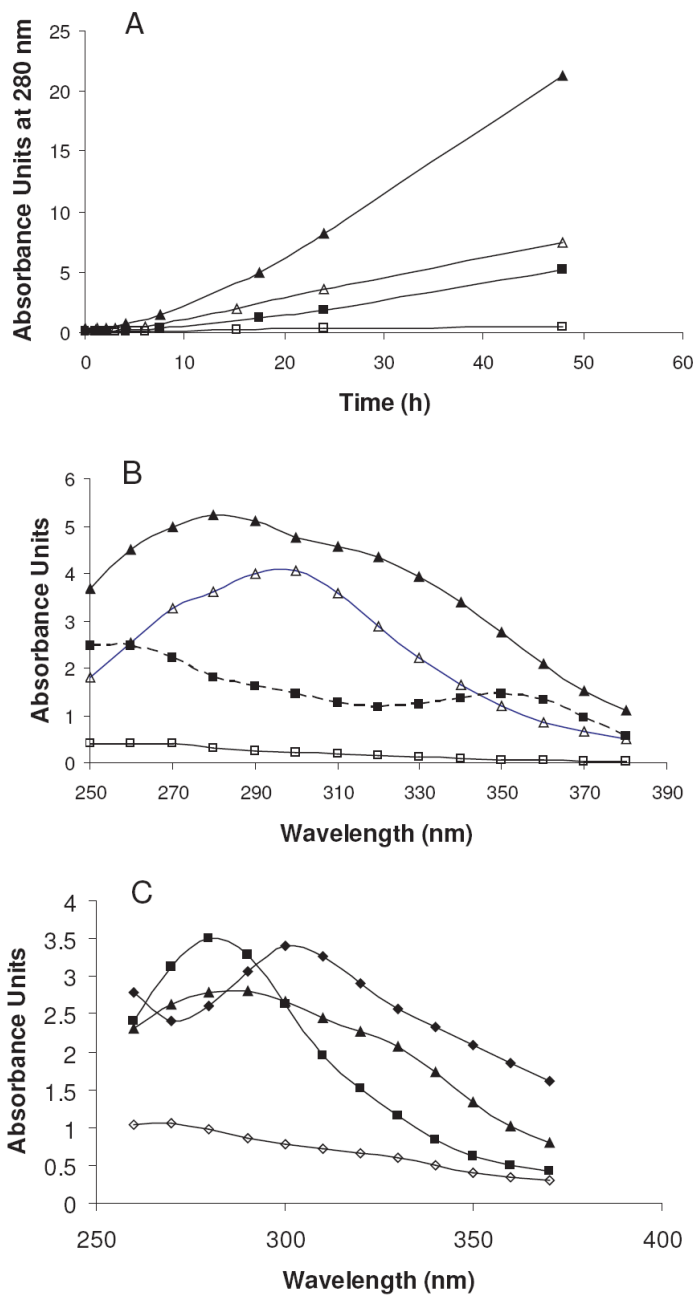 A
Absorbance Units at 280 nm
25
20
15
10
5
0
0 10 20 30 40 50 60
Time (h)
B
Absorbance Units
6
5
4
3
2
1
0
250 270 290 310 330 350 370 390
Wavelength (nm)
C
Absorbance Units
4
3.5
3
2.5
2
1.5
1
0.5
0
250 300 350 400
Wavelength (nm)